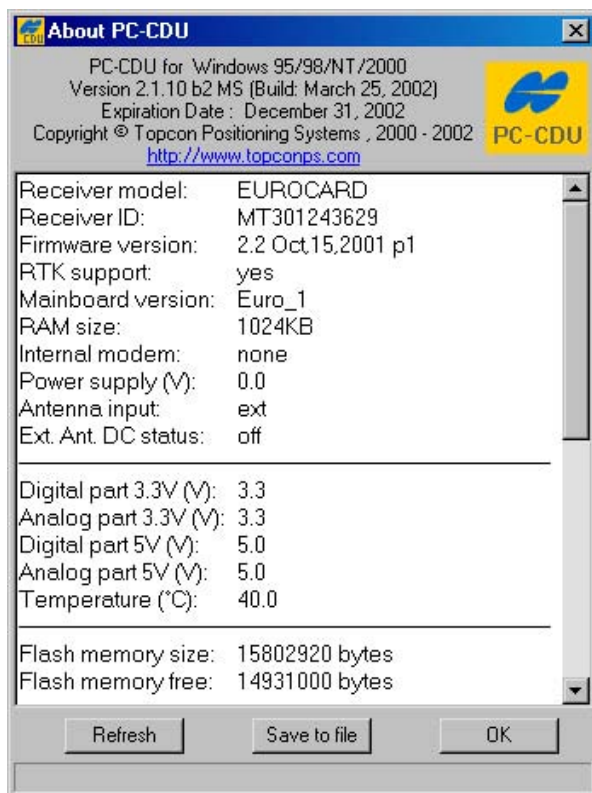 About PC-CDU
PC-CDU for Windows 95/98/NT/2000
Version 2.1.10 b2 MS (Build: March 25, 2002)
Expiration Date : December 31, 2002
Copyright © Topcon Positioning Systems , 2000 - 2002
http://www.topconps.com
PC-CDU
Receiver model: EUROCARD
Receiver ID: MT301243629
Firmware version: 2.2 Oct,15,2001 p1
RTK support: yes
Mainboard version: Euro_1
RAM size: 1024KB
Internal modem: none
Power supply (V): 0.0
Antenna input: ext
Ext. Ant. DC status: off
Digital part 3.3V (V): 3.3
Analog part 3.3V (V): 3.3
Digital part 5V (V): 5.0
Analog part 5V (V): 5.0
Temperature (°C): 40.0
Flash memory size: 15802920 bytes
Flash memory free: 14931000 bytes
Refresh Save to file OK